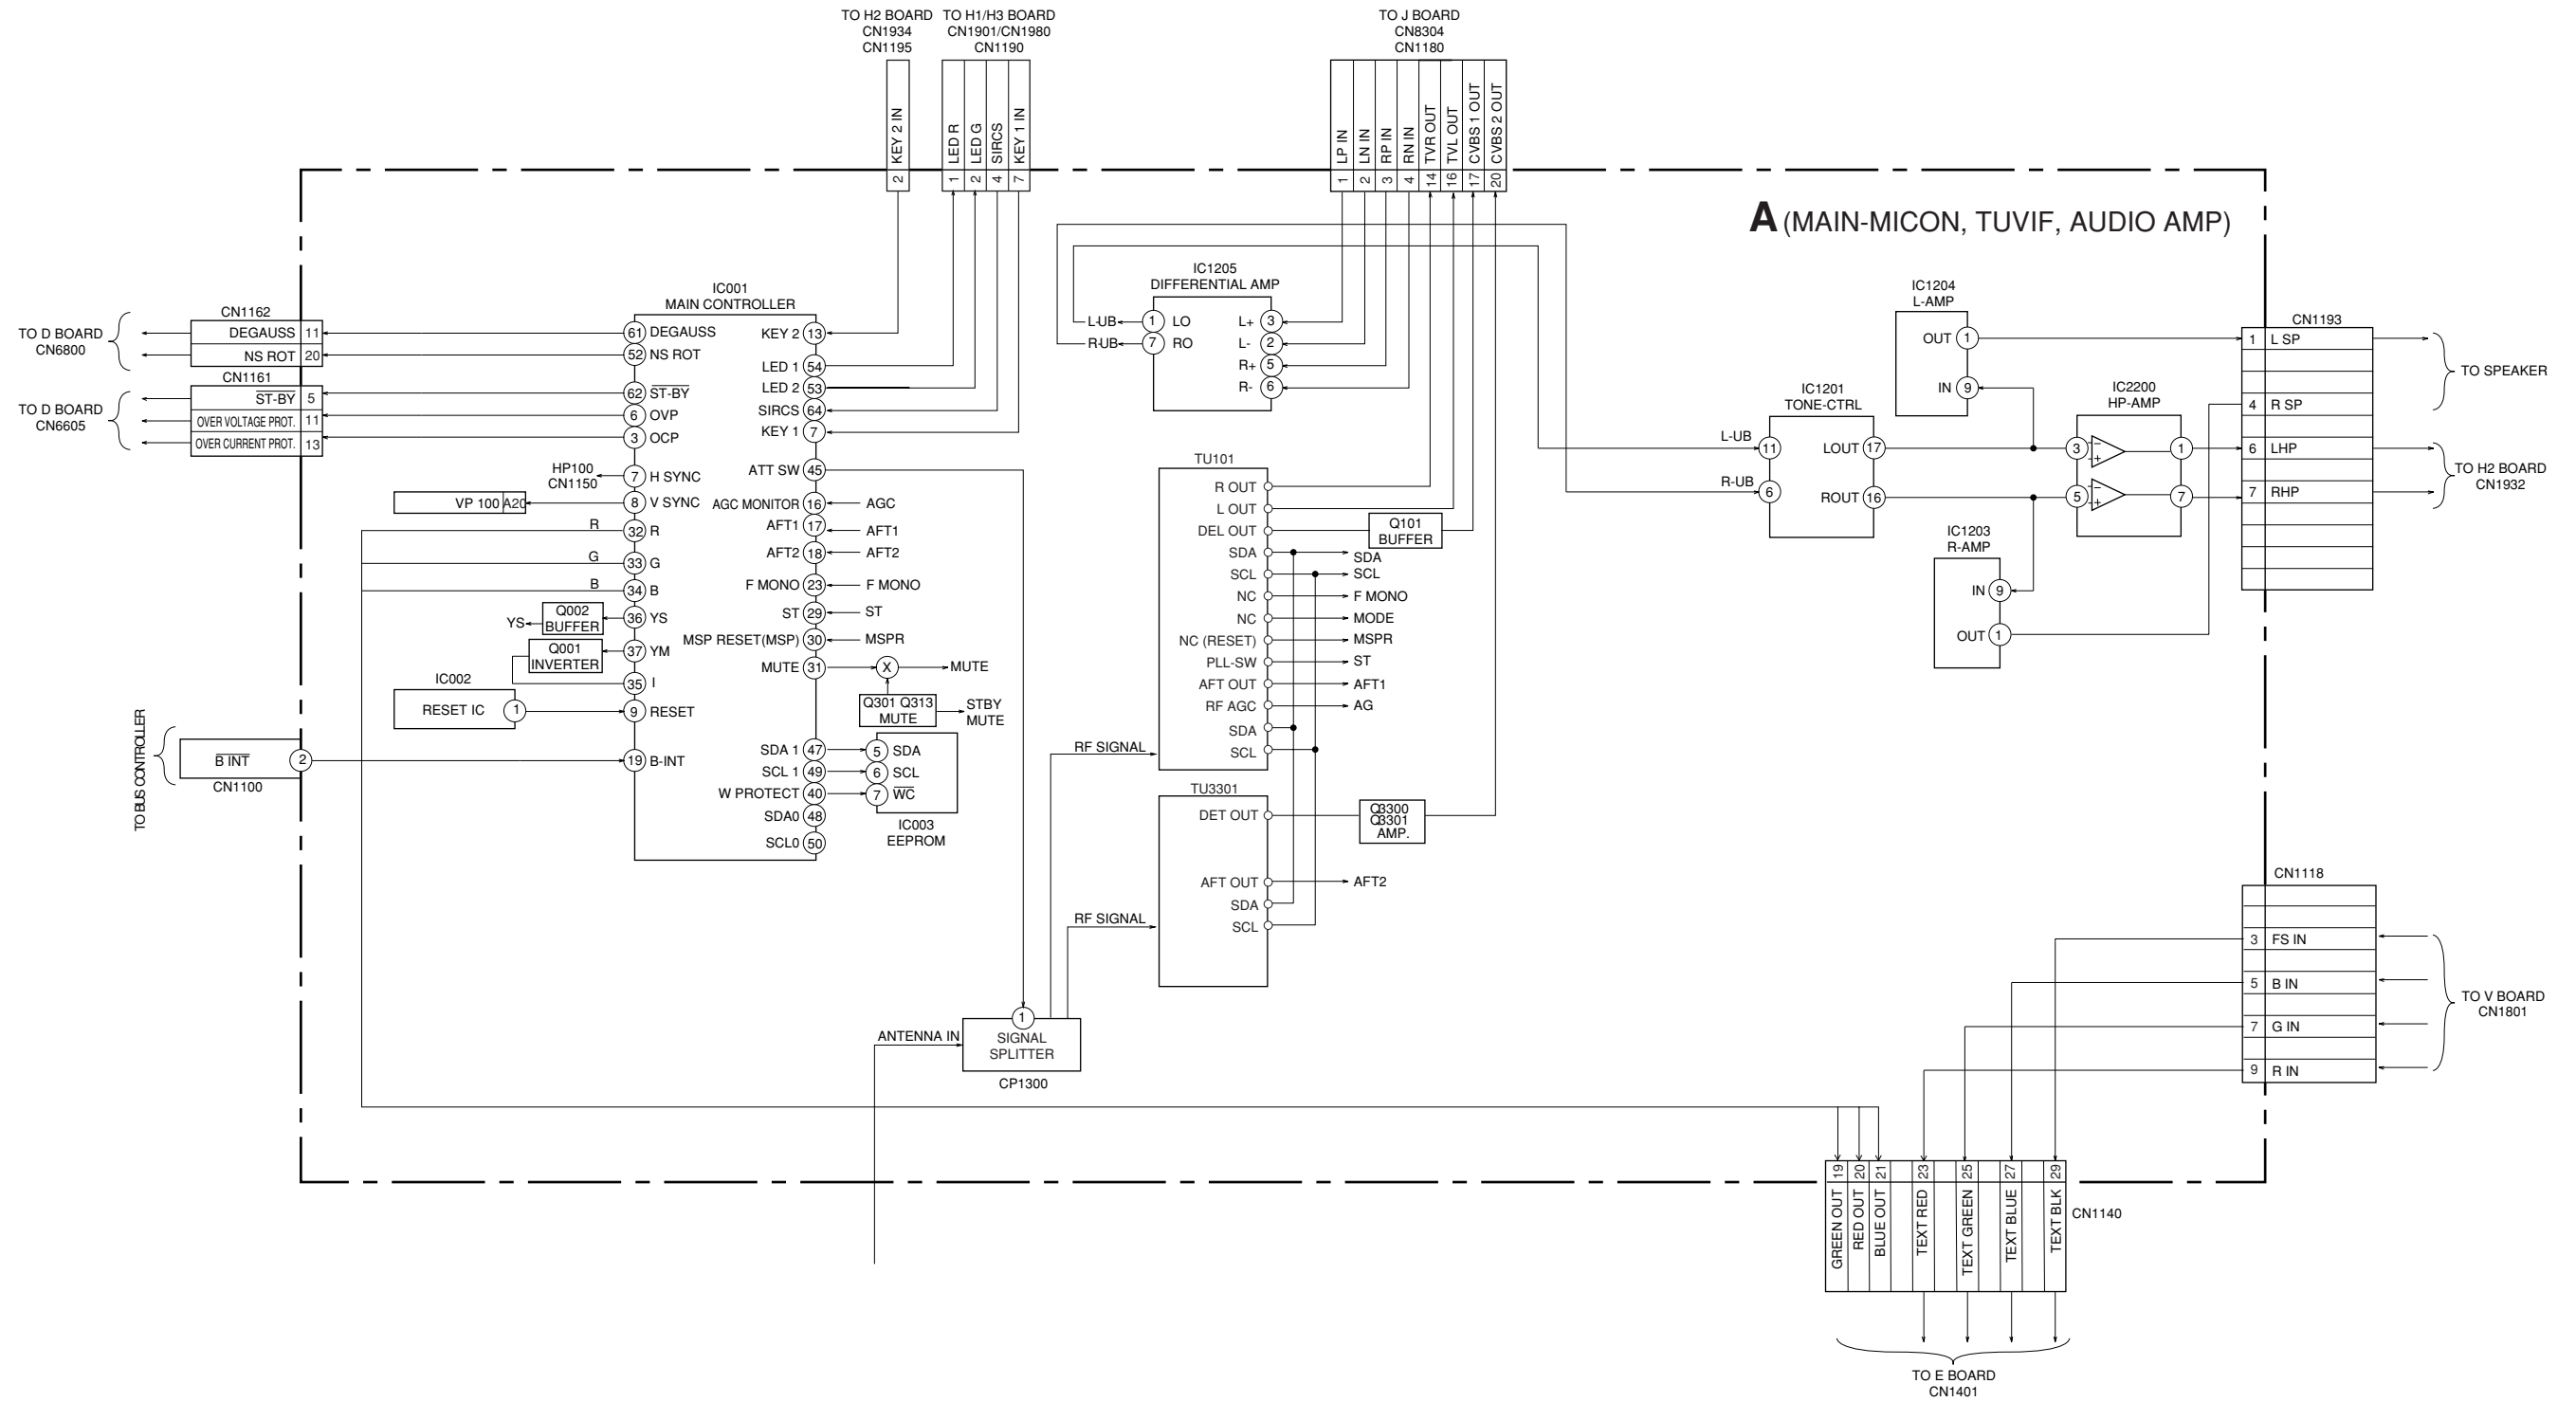 TO H2 BOARD
CN1934
CN1195
TO H1/H3 BOARD
CN1901/CN1980
CN1190
TO J BOARD
CN8304
CN1180
KEY 2 IN
2
LED R
1
LED G
2
SIRCS
4
KEY 1 IN
7
LP IN
1
LN IN
2
RP IN
3
RN IN
4
TVR OUT
14
TVL OUT
16
CVBS 1 OUT
17
CVBS 2 OUT
20
A (MAIN-MICON, TUVIF, AUDIO AMP)
TO D BOARD
CN6800
CN1162
DEGAUSS 11
NS ROT 20
TO D BOARD
CN6605
CN1161
ST-BY 5
OVER VOLTAGE PROT. 11
OVER CURRENT PROT. 13
IC001
MAIN CONTROLLER
61 DEGAUSS
52 NS ROT
62 ST-BY
6 OVP
3 OCP
HP100
CN1150
7 H SYNC
VP 100 A20
8 V SYNC
R
32 R
G
33 G
B
34 B
YS
Q002
BUFFER
36 YS
Q001
INVERTER
37 YM
35 I
IC002
RESET IC 1
9 RESET
TO BUS CONTROLLER
B INT
2
CN1100
19 B-INT
KEY 2 13
LED 1 54
LED 2 53
SIRCS 64
KEY 1 7
ATT SW 45
AGC MONITOR 16 AGC
AFT1 17 AFT1
AFT2 18 AFT2
F MONO 23 F MONO
ST 29 ST
MSP RESET(MSP) 30 MSPR
MUTE 31 X MUTE
Q301 Q313
MUTE
STBY
MUTE
SDA 1 47
SCL 1 49
W PROTECT 40
SDA0 48
SCL0 50
5 SDA
6 SCL
7 WC
IC003
EEPROM
IC1205
DIFFERENTIAL AMP
L-UB 1 LO
R-UB 7 RO
L+ 3
L- 2
R+ 5
R- 6
TU101
R OUT
L OUT
DEL OUT
Q101
BUFFER
SDA
SDA
SCL
SCL
NC F MONO
NC MODE
NC (RESET) MSPR
PLL-SW ST
AFT OUT AFT1
RF AGC AG
SDA
SCL
RF SIGNAL
TU3301
DET OUT
Q3300
Q3301
AMP.
AFT OUT AFT2
SDA
SCL
RF SIGNAL
ANTENNA IN
1
SIGNAL
SPLITTER
CP1300
IC1204
L-AMP
OUT 1
IN 9
IC1201
TONE-CTRL
L-UB 11
R-UB 6
LOUT 17
ROUT 16
IC2200
HP-AMP
3 - + 1
5 - + 7
IC1203
R-AMP
IN 9
OUT 1
CN1193
1 L SP
4 R SP
6 LHP
7 RHP
TO SPEAKER
TO H2 BOARD
CN1932
CN1118
3 FS IN
5 B IN
7 G IN
9 R IN
TO V BOARD
CN1801
19
GREEN OUT
20
RED OUT
21
BLUE OUT
23
TEXT RED
25
TEXT GREEN
27
TEXT BLUE
29
TEXT BLK
CN1140
TO E BOARD
CN1401